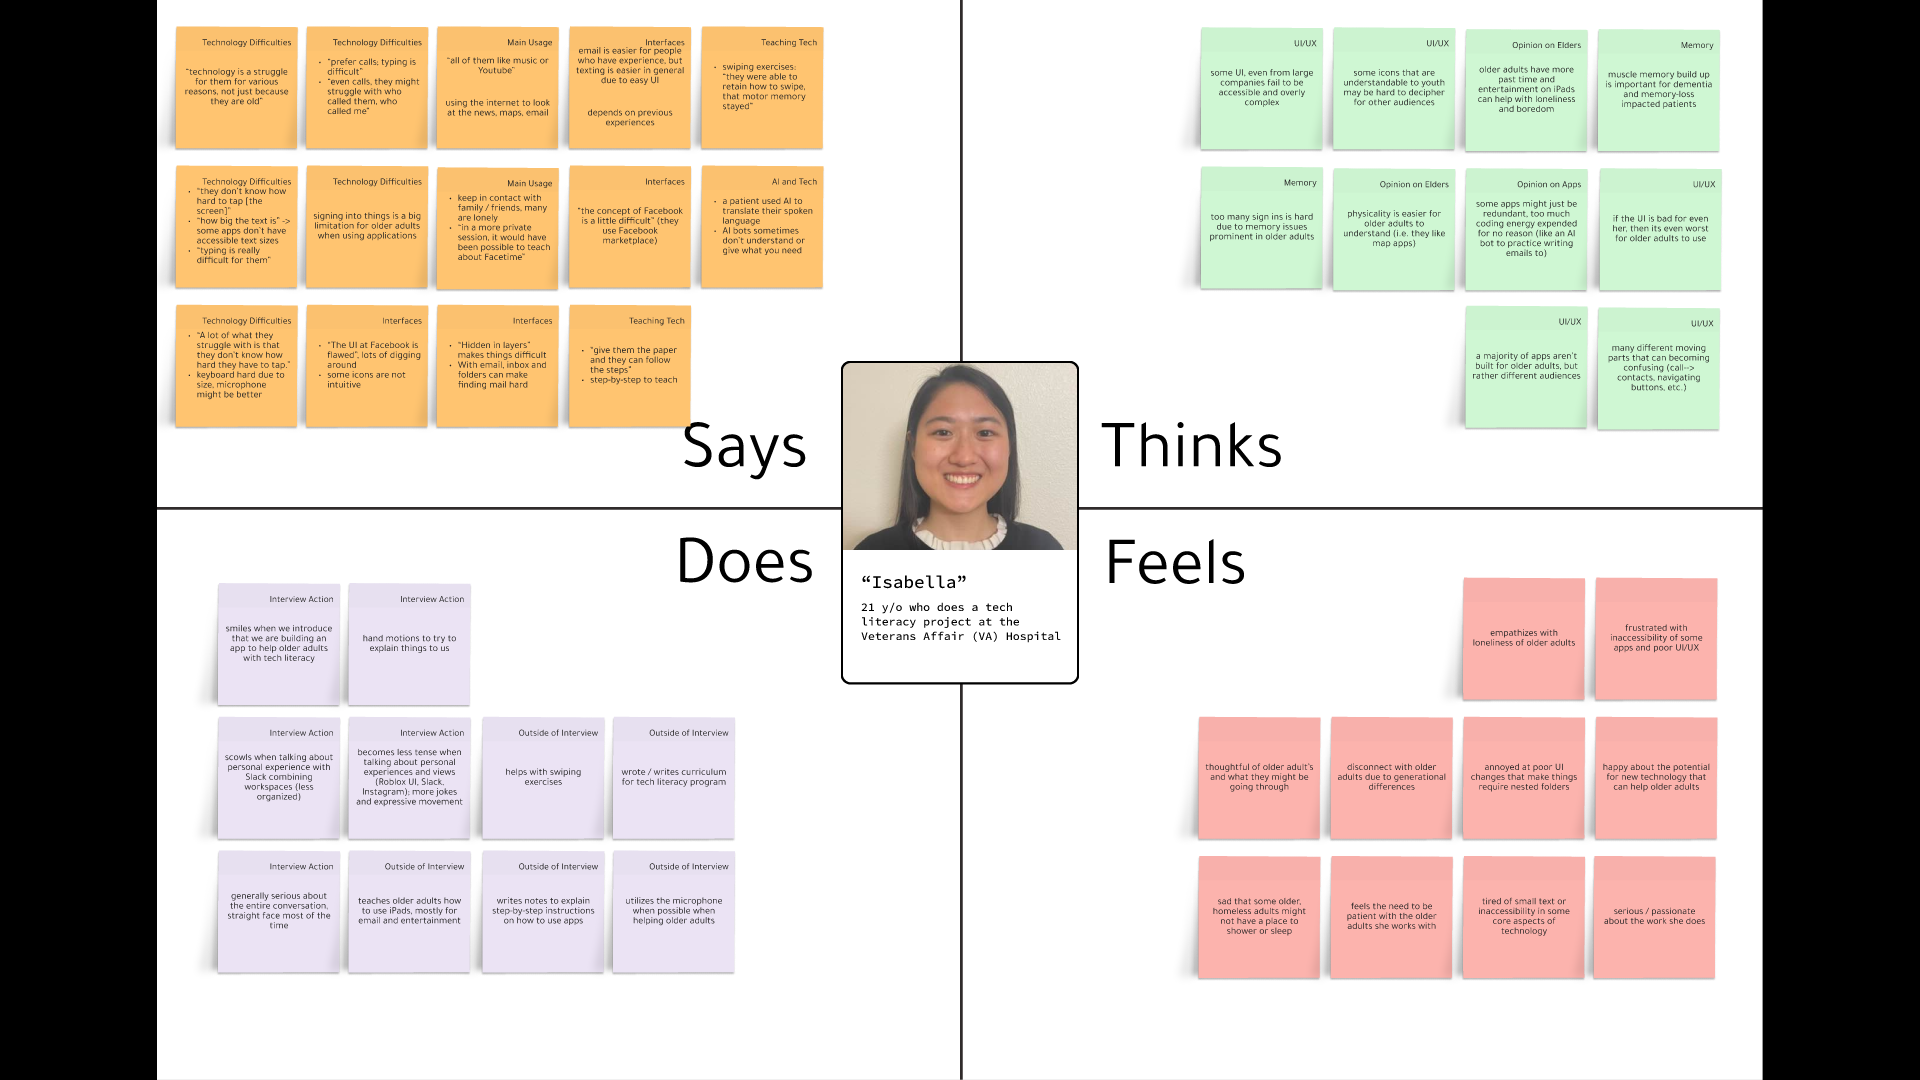 Technology Difficulties
“technology is a struggle
for them for various
reasons, not just because
they are old”
Technology Difficulties
• “prefer calls; typing is
difficult”
• “even calls, they might
struggle with who
called them, who
called me”
Main Usage
“all of them like music or
Youtube”
using the internet to look
at the news, maps, email
Interfaces
email is easier for people
who have experience, but
texting is easier in general
due to easy UI
depends on previous
experiences
Teaching Tech
• swiping exercises:
“they were able to
retain how to swipe,
that motor memory
stayed”
Technology Difficulties
• “they don’t know how
hard to tap [the
screen]”
• “how big the text is” ->
some apps don’t have
accessible text sizes
• “typing is really
difficult for them”
Technology Difficulties
signing into things is a big
limitation for older adults
when using applications
Main Usage
• keep in contact with
family / friends, many
are lonely
• “in a more private
session, it would have
been possible to teach
about Facetime”
Interfaces
“the concept of Facebook
is a little difficult” (they
use Facebook
marketplace)
AI and Tech
• a patient used AI to
translate their spoken
language
• AI bots sometimes
don’t understand or
give what you need
Technology Difficulties
• “A lot of what they
struggle with is that
they don’t know how
hard they have to tap.”
• keyboard hard due to
size, microphone
might be better
Interfaces
• “The UI at Facebook is
flawed”, lots of digging
around
• some icons are not
intuitive
Interfaces
• “Hidden in layers”
makes things difficult
• With email, inbox and
folders can make
finding mail hard
Teaching Tech
• “give them the paper
and they can follow
the steps”
• step-by-step to teach
Says
UI/UX
some UI, even from large
companies fail to be
accessible and overly
complex
UI/UX
some icons that are
understandable to youth
may be hard to decipher
for other audiences
Opinion on Elders
older adults have more
past time and
entertainment on iPads
can help with loneliness
and boredom
Memory
muscle memory build up
is important for dementia
and memory-loss
impacted patients
Memory
too many sign ins is hard
due to memory issues
prominent in older adults
Opinion on Elders
physicality is easier for
older adults to
understand (i.e. they like
map apps)
Opinion on Apps
some apps might just be
redundant, too much
coding energy expended
for no reason (like an AI
bot to practice writing
emails to)
UI/UX
if the UI is bad for even
her, then its even worst
for older adults to use
UI/UX
a majority of apps aren’t
built for older adults, but
rather different audiences
UI/UX
many different moving
parts that can becoming
confusing (call-->
contacts, navigating
buttons, etc.)
Thinks
“Isabella”
21 y/o who does a tech
literacy project at the
Veterans Affair (VA) Hospital
Does
Interview Action
smiles when we introduce
that we are building an
app to help older adults
with tech literacy
Interview Action
hand motions to try to
explain things to us
Interview Action
scowls when talking about
personal experience with
Slack combining
workspaces (less
organized)
Interview Action
becomes less tense when
talking about personal
experiences and views
(Roblox UI, Slack,
Instagram); more jokes
and expressive movement
Outside of Interview
helps with swiping
exercises
Outside of Interview
wrote / writes curriculum
for tech literacy program
Interview Action
generally serious about
the entire conversation,
straight face most of the
time
Outside of Interview
teaches older adults how
to use iPads, mostly for
email and entertainment
Outside of Interview
writes notes to explain
step-by-step instructions
on how to use apps
Outside of Interview
utilizes the microphone
when possible when
helping older adults
Feels
empathizes with
loneliness of older adults
frustrated with
inaccessibility of some
apps and poor UI/UX
thoughtful of older adult’s
and what they might be
going through
disconnect with older
adults due to generational
differences
annoyed at poor UI
changes that make things
require nested folders
happy about the potential
for new technology that
can help older adults
sad that some older,
homeless adults might
not have a place to
shower or sleep
feels the need to be
patient with the older
adults she works with
tired of small text or
inaccessibility in some
core aspects of
technology
serious / passionate
about the work she does